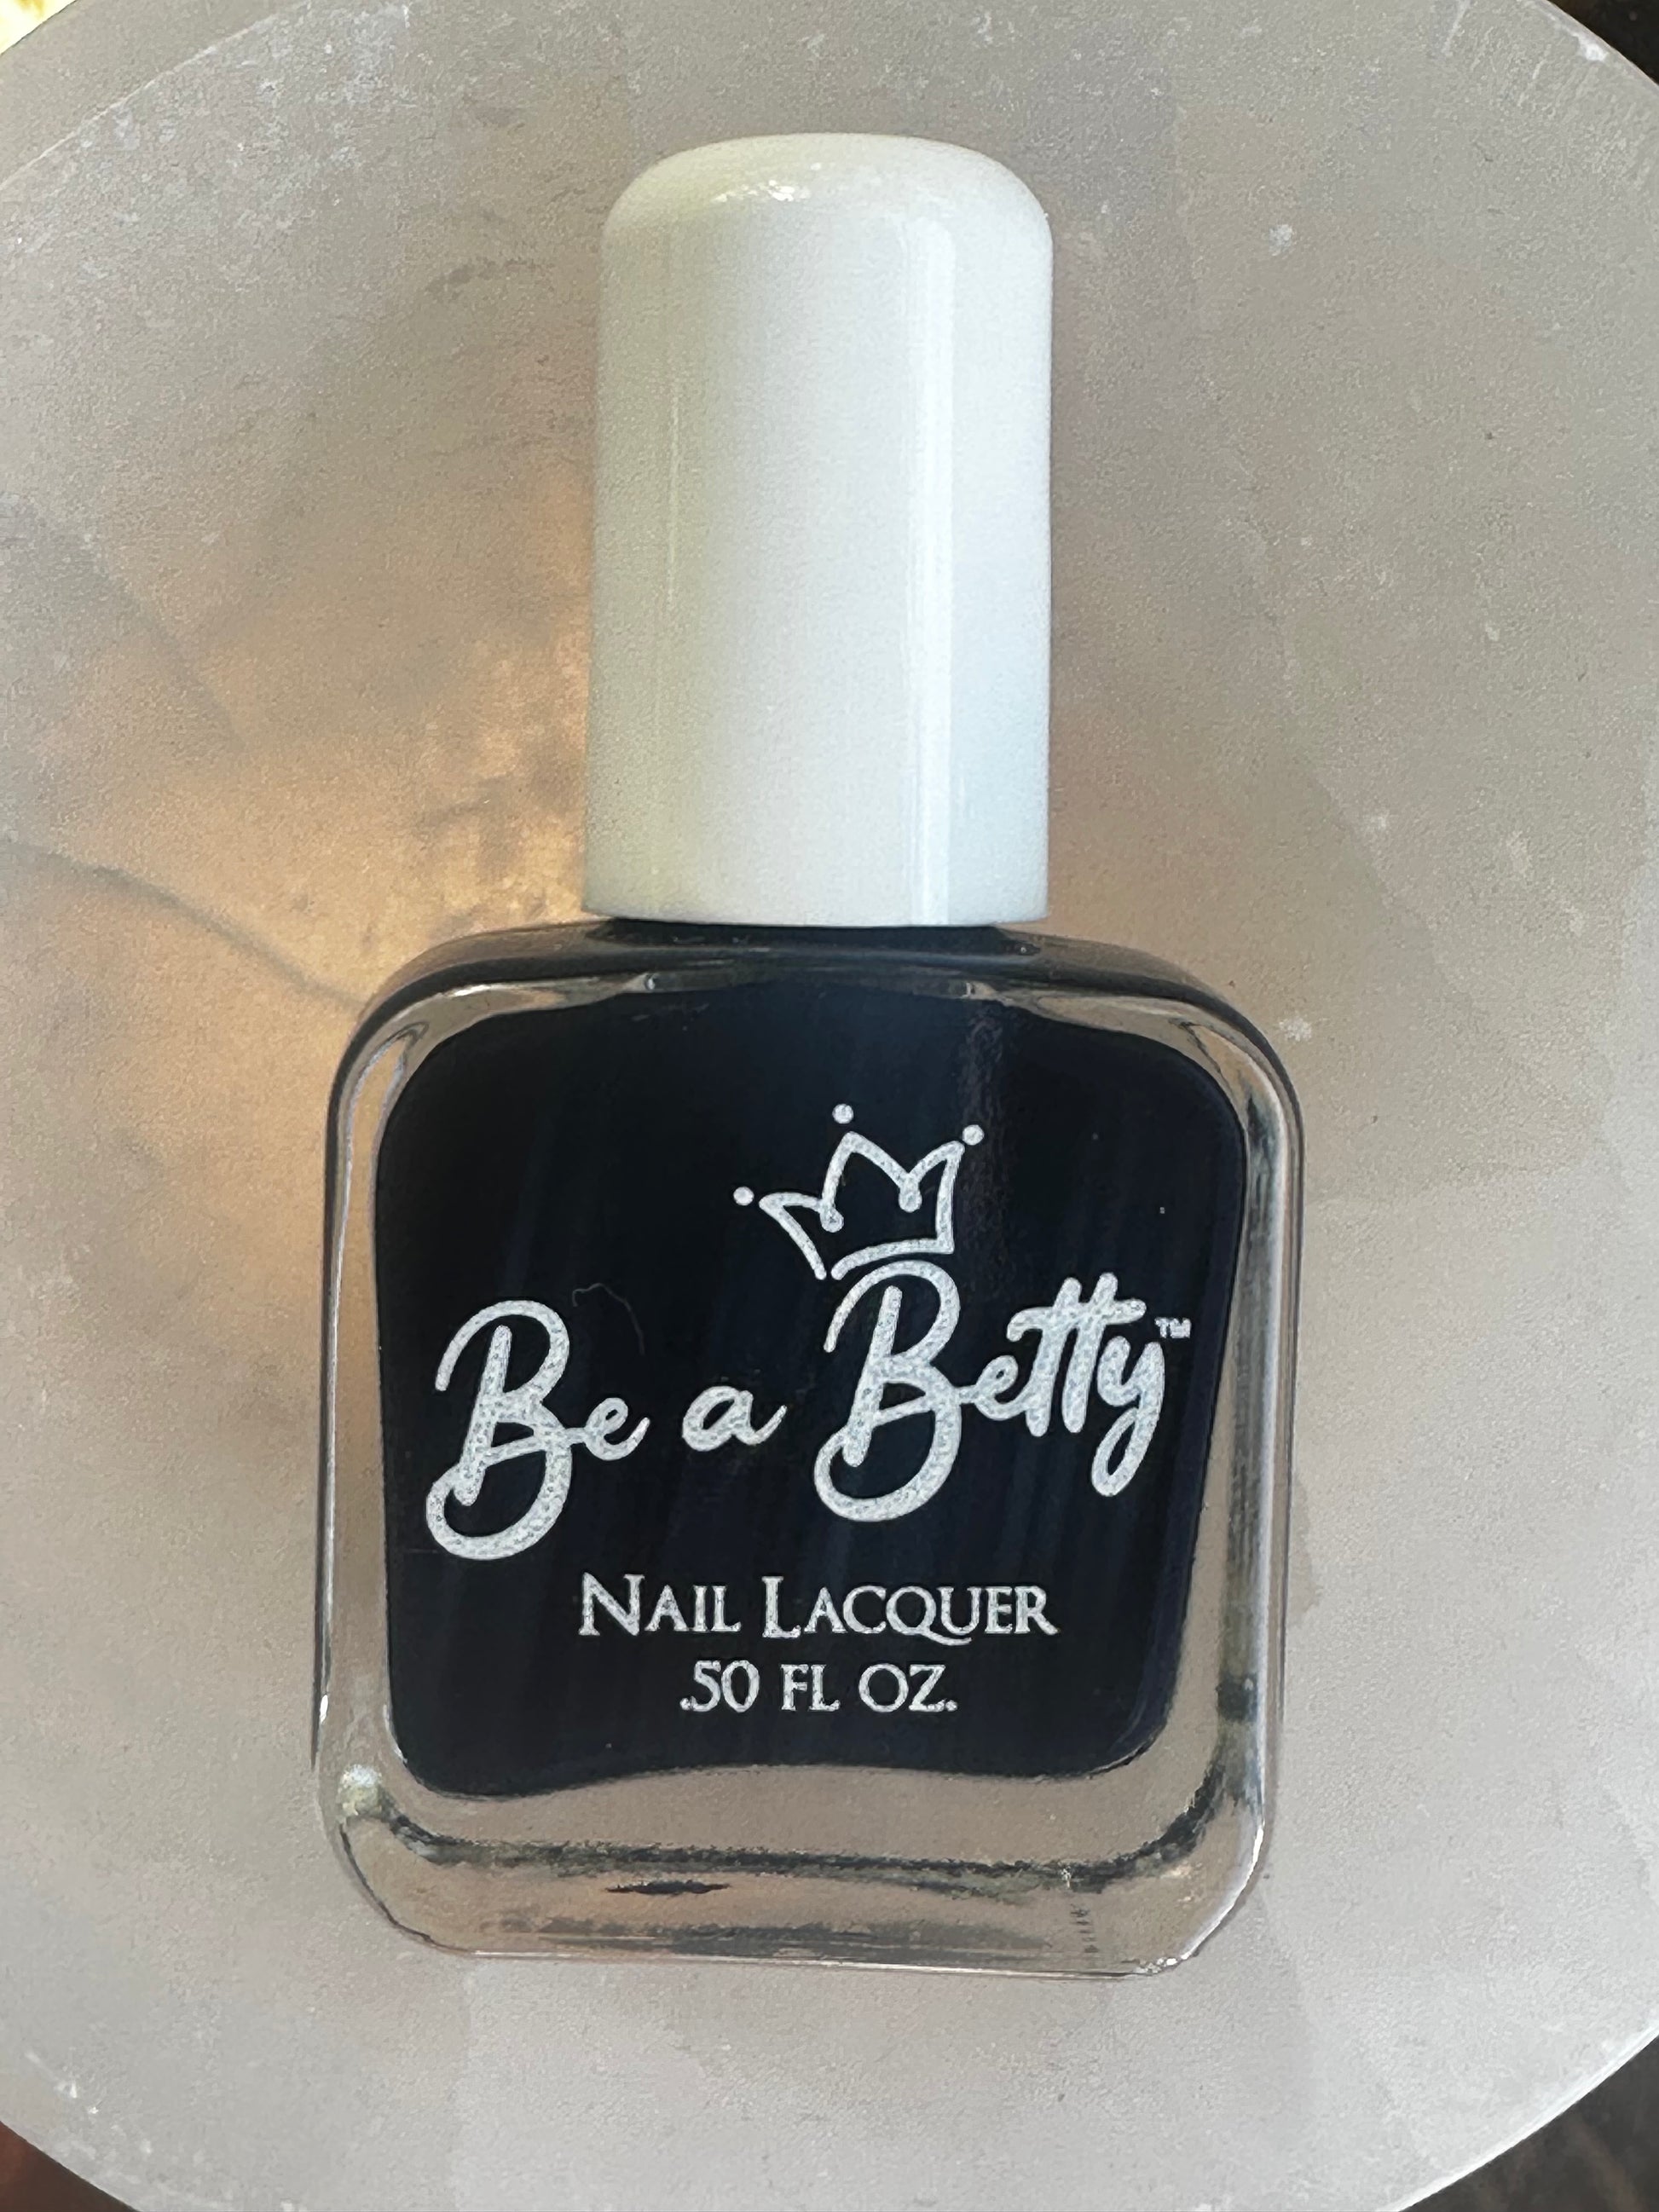 Be a Betty™
NAIL LACQUER
.50 FL OZ.